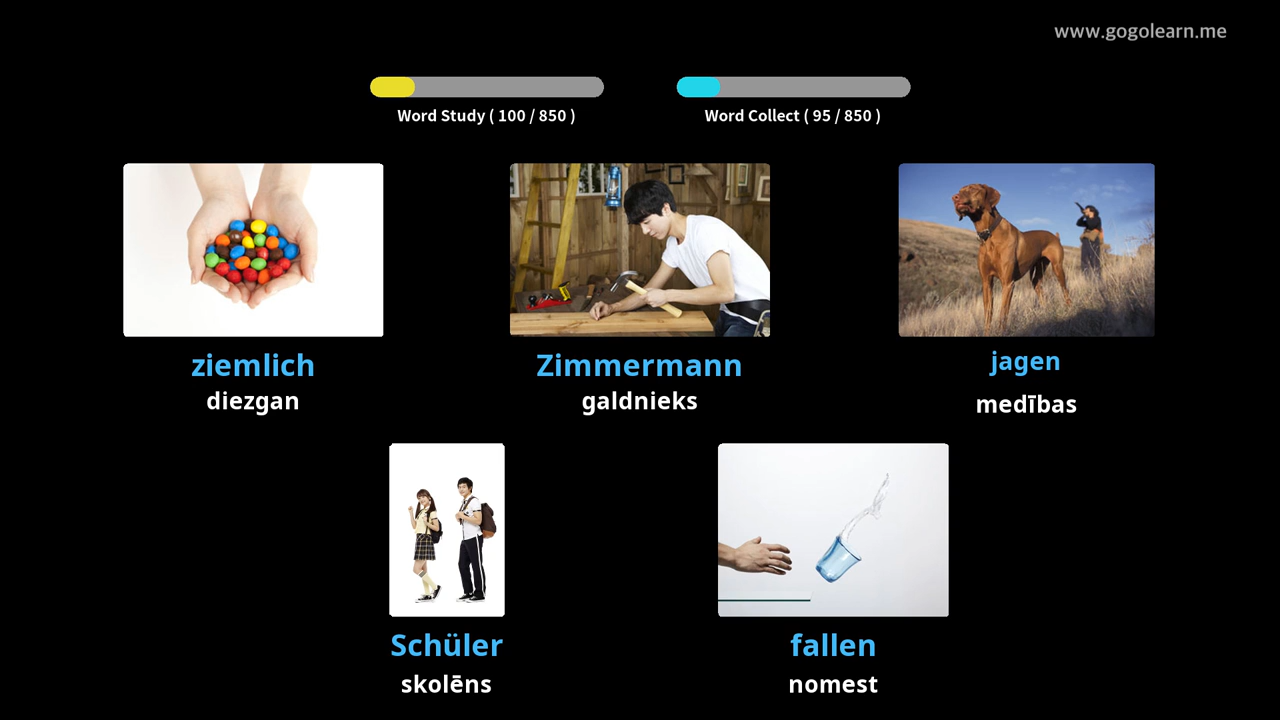 www.gogolearn.me
Word Study ( 100 / 850 )
Word Collect ( 95 / 850 )
ziemlich
diezgan
Zimmermann
galdnieks
jagen
medības
Schüler
skolēns
fallen
nomest